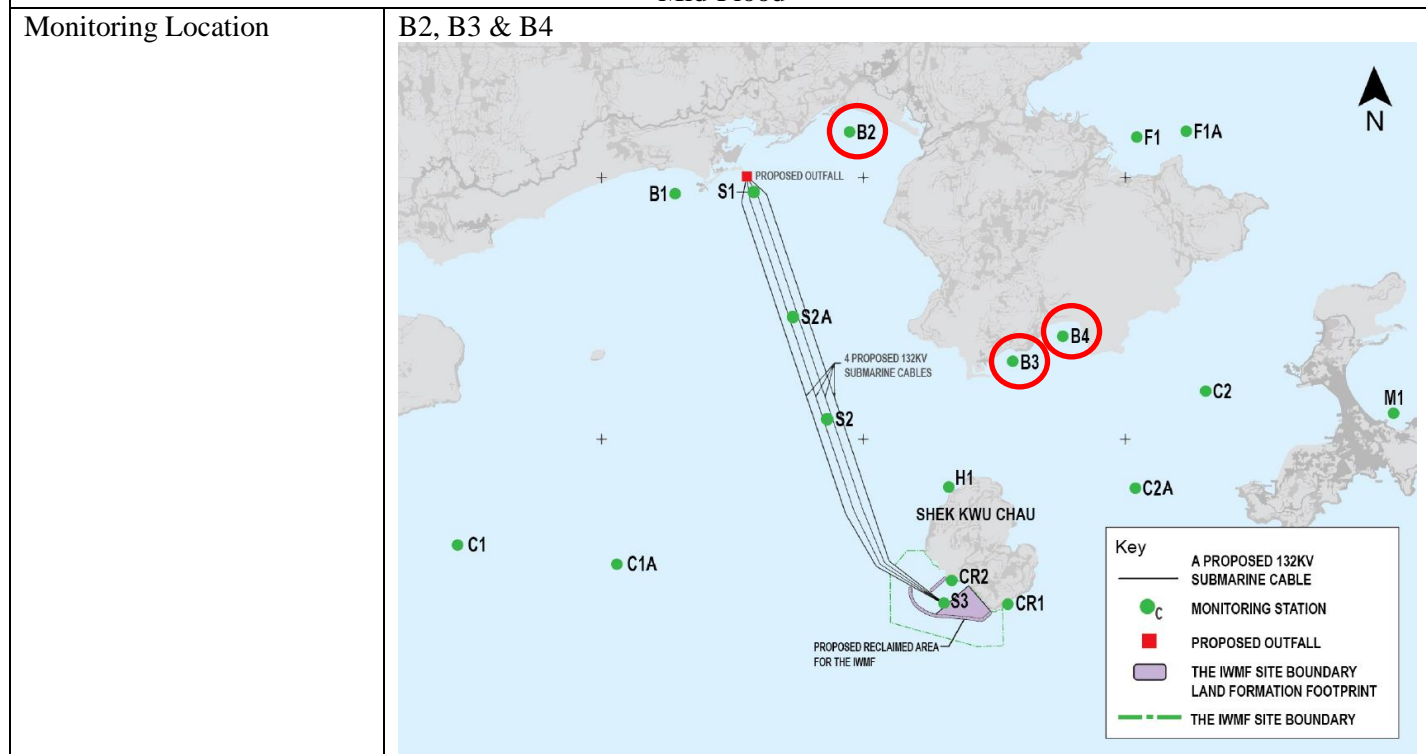 Monitoring Location
B2, B3 & B4
N
B2
F1
F1A
PROPOSED OUTFALL
B1
S1
S2A
B4
4 PROPOSED 132KV
SUBMARINE CABLES
B3
C2
M1
S2
H1
C2A
SHEK KWU CHAU
C1
C1A
CR2
S3
CR1
PROPOSED RECLAIMED AREA
FOR THE IWMF
Key
A PROPOSED 132KV
SUBMARINE CABLE
C
MONITORING STATION
PROPOSED OUTFALL
THE IWMF SITE BOUNDARY
LAND FORMATION FOOTPRINT
THE IWMF SITE BOUNDARY